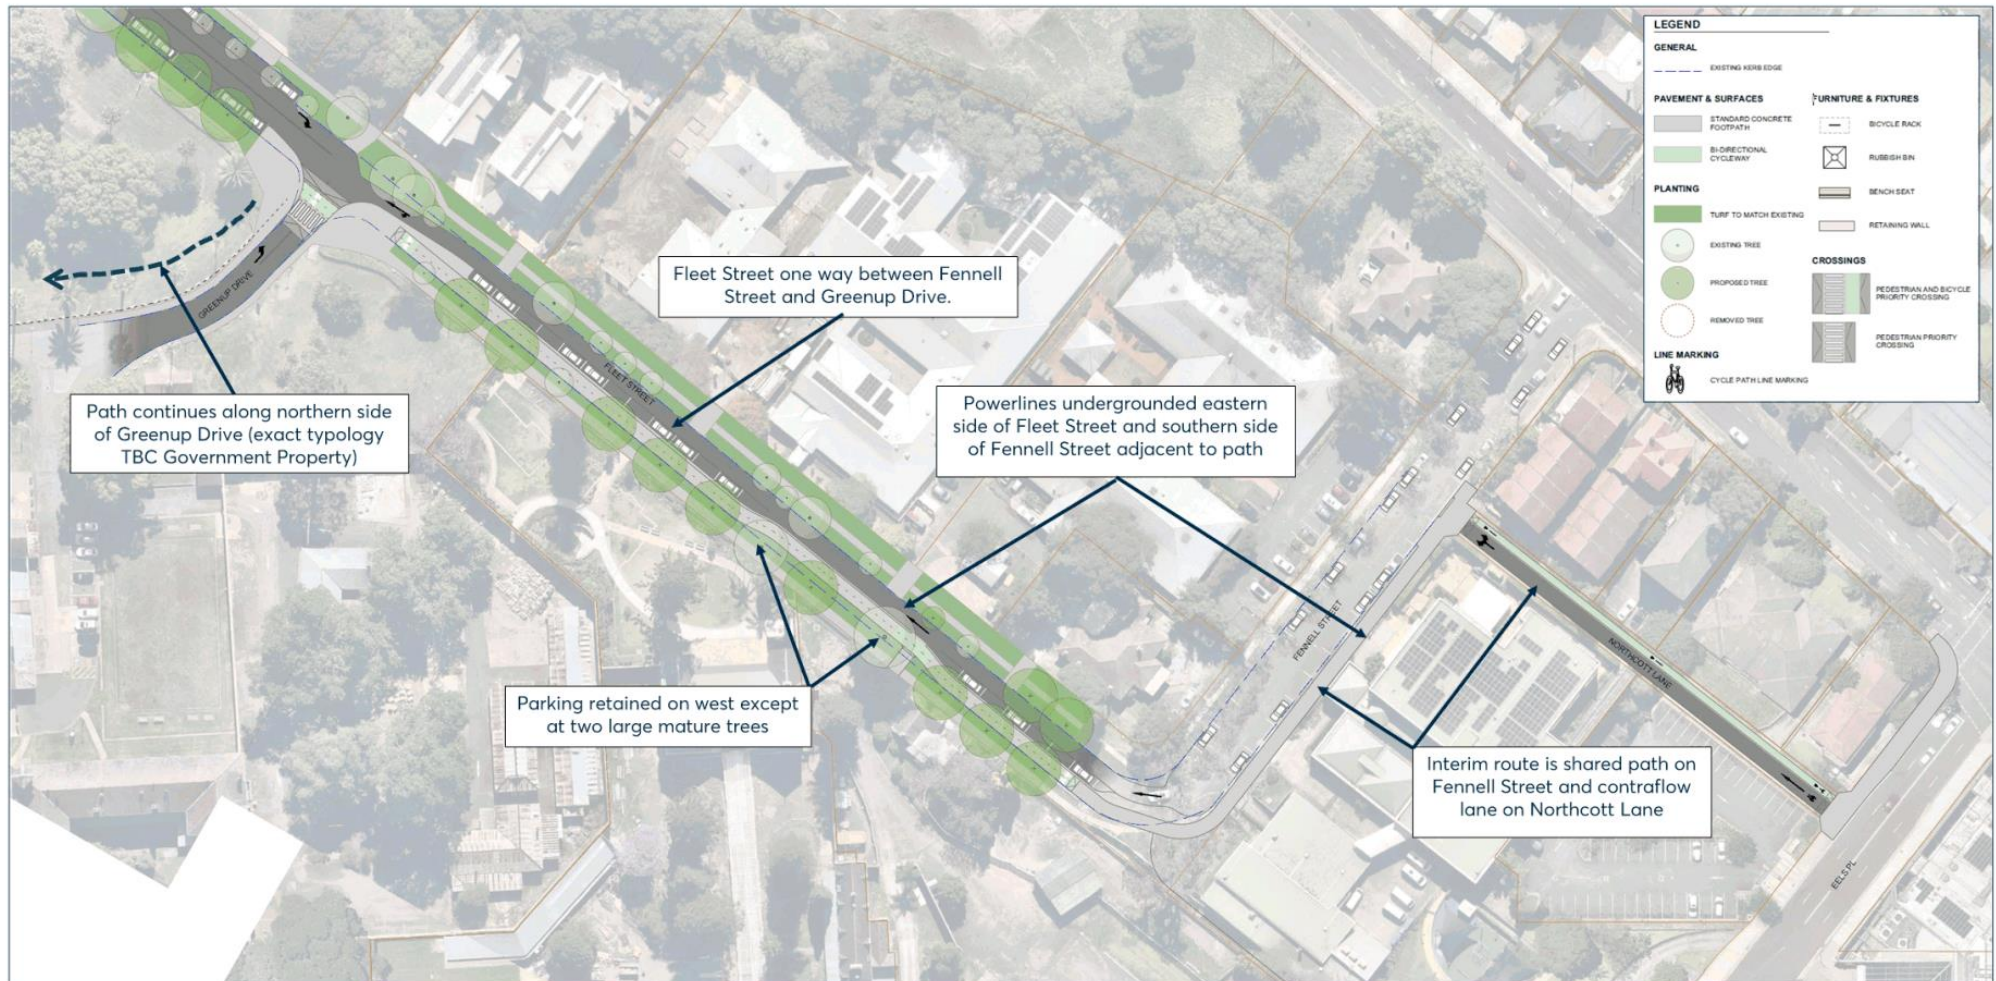 LEGEND
GENERAL
EXISTING KERB EDGE
PAVEMENT & SURFACES
STANDARD CONCRETE
FOOTPATH
BI-DIRECTIONAL
CYCLEWAY
PLANTING
TURF TO MATCH EXISTING
EXISTING TREE
PROPOSED TREE
REMOVED TREE
LINE MARKING
CYCLE PATH LINE MARKING
FURNITURE & FIXTURES
BICYCLE RACK
RUBBISH BIN
BENCH SEAT
RETAINING WALL
CROSSINGS
PEDESTRIAN AND BICYCLE
PRIORITY CROSSING
PEDESTRIAN PRIORITY
CROSSING
GREENUP DRIVE
Path continues along northern side
of Greenup Drive (exact typology
TBC Government Property)
Fleet Street one way between Fennell
Street and Greenup Drive.
FLEET STREET
Powerlines undergrounded eastern
side of Fleet Street and southern side
of Fennell Street adjacent to path
Parking retained on west except
at two large mature trees
FENNELL STREET
NORTHCOTT LANE
Interim route is shared path on
Fennell Street and contraflow
lane on Northcott Lane
EELS PL